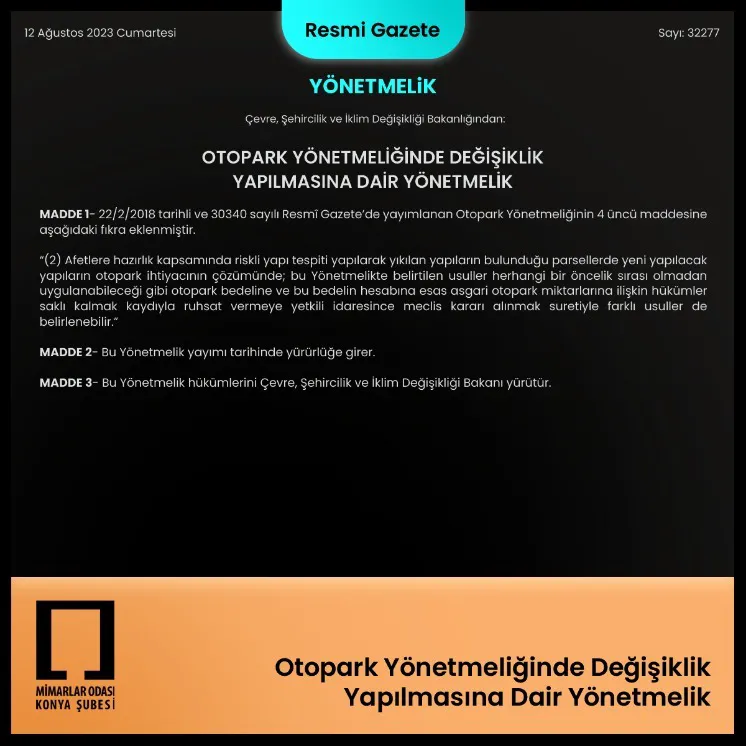 12 Ağustos 2023 Cumartesi
Resmi Gazete
Sayı: 32277
YÖNETMELİK
Çevre, Şehircilik ve İklim Değişikliği Bakanlığından:
OTOPARK YÖNETMELİĞİNDE DEĞİŞİKLİK
YAPILMASINA DAİR YÖNETMELİK
MADDE 1- 22/2/2018 tarihli ve 30340 sayılı Resmî Gazete’de yayımlanan Otopark Yönetmeliğinin 4 üncü maddesine
aşağıdaki fıkra eklenmiştir.
“(2) Afetlere hazırlık kapsamında riskli yapı tespiti yapılarak yıkılan yapıların bulunduğu parsellerde yeni yapılacak
yapıların otopark ihtiyacının çözümünde; bu Yönetmelikte belirtilen usuller herhangi bir öncelik sırası olmadan
uygulanabileceği gibi otopark bedeline ve bu bedelin hesabına esas asgari otopark miktarlarına ilişkin hükümler
saklı kalmak kaydıyla ruhsat vermeye yetkili idaresince meclis kararı alınmak suretiyle farklı usuller de
belirlenebilir.”
MADDE 2- Bu Yönetmelik yayımı tarihinde yürürlüğe girer.
MADDE 3- Bu Yönetmelik hükümlerini Çevre, Şehircilik ve İklim Değişikliği Bakanı yürütür.
MİMARLAR ODASI
KONYA ŞUBESİ
Otopark Yönetmeliğinde Değişiklik
Yapılmasına Dair Yönetmelik